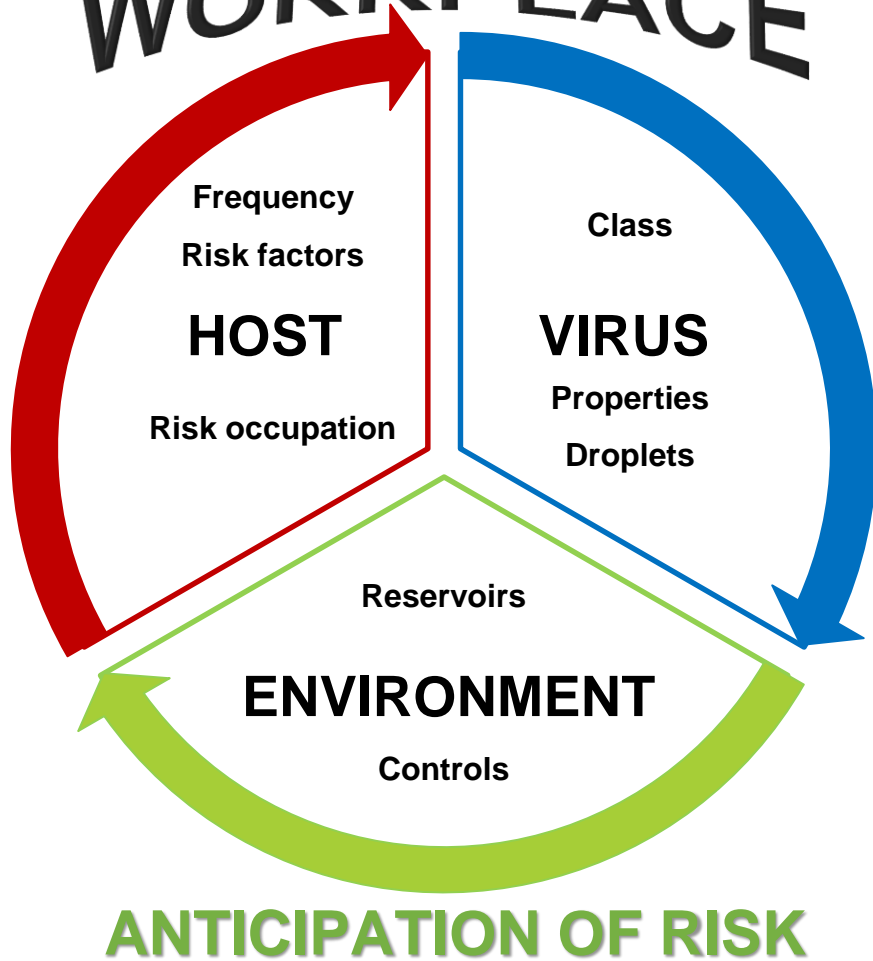 WORKPLACE
Frequency
Risk factors
HOST
Risk occupation
Class
VIRUS
Properties
Droplets
Reservoirs
ENVIRONMENT
Controls
ANTICIPATION OF RISK